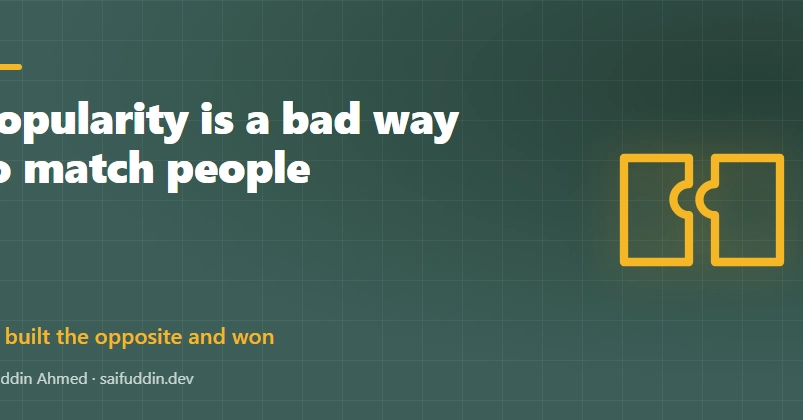 opularity is a bad way
o match people
built the opposite and won
ddin Ahmed · saifuddin.dev